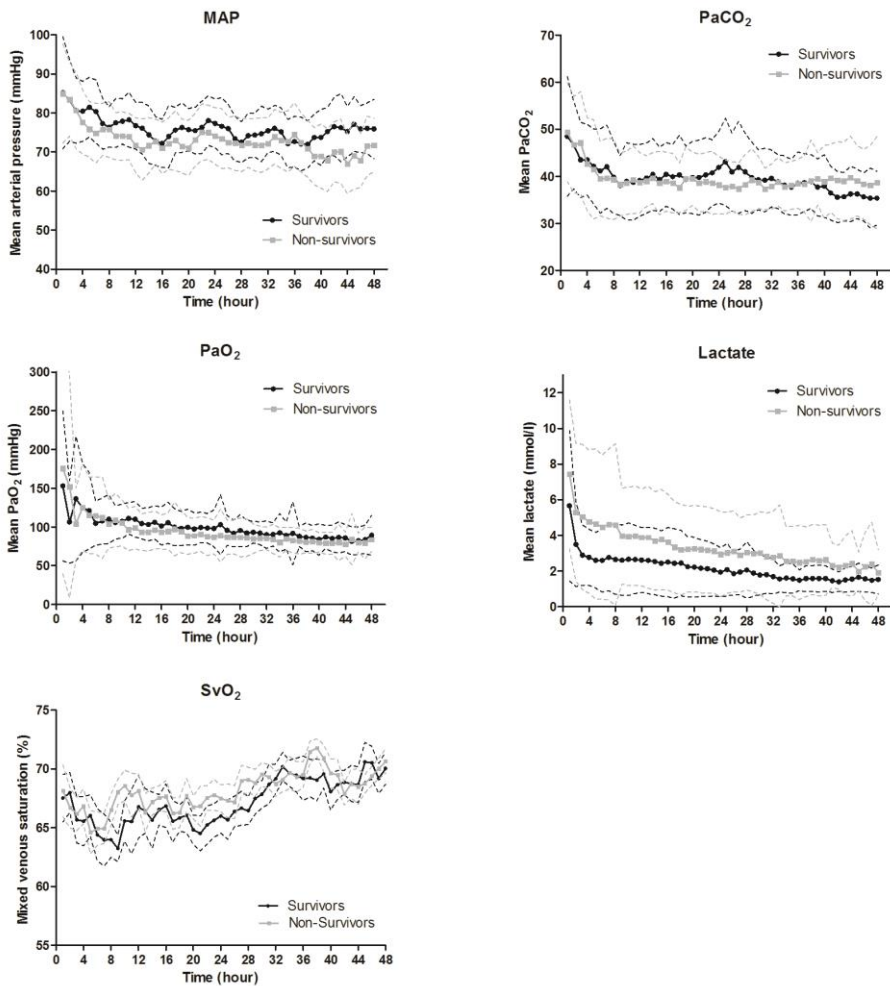 MAP
100
90
80
70
60
50
40
Mean arterial pressure (mmHg)
Survivors
Non-survivors
0 4 8 12 16 20 24 28 32 36 40 44 48
Time (hour)
PaCO2
70
60
50
40
30
20
Mean PaCO2
Survivors
Non-survivors
0 4 8 12 16 20 24 28 32 36 40 44 48
Time (hour)
PaO2
300
250
200
150
100
50
0
Mean PaO2 (mmHg)
Survivors
Non-survivors
0 4 8 12 16 20 24 28 32 36 40 44 48
Time (hour)
Lactate
12
10
8
6
4
2
0
Mean lactate (mmol/l)
Survivors
Non-survivors
0 4 8 12 16 20 24 28 32 36 40 44 48
Time (hour)
SvO2
75
70
65
60
55
Mixed venous saturation (%)
Survivors
Non-Survivors
0 4 8 12 16 20 24 28 32 36 40 44 48
Time (hour)